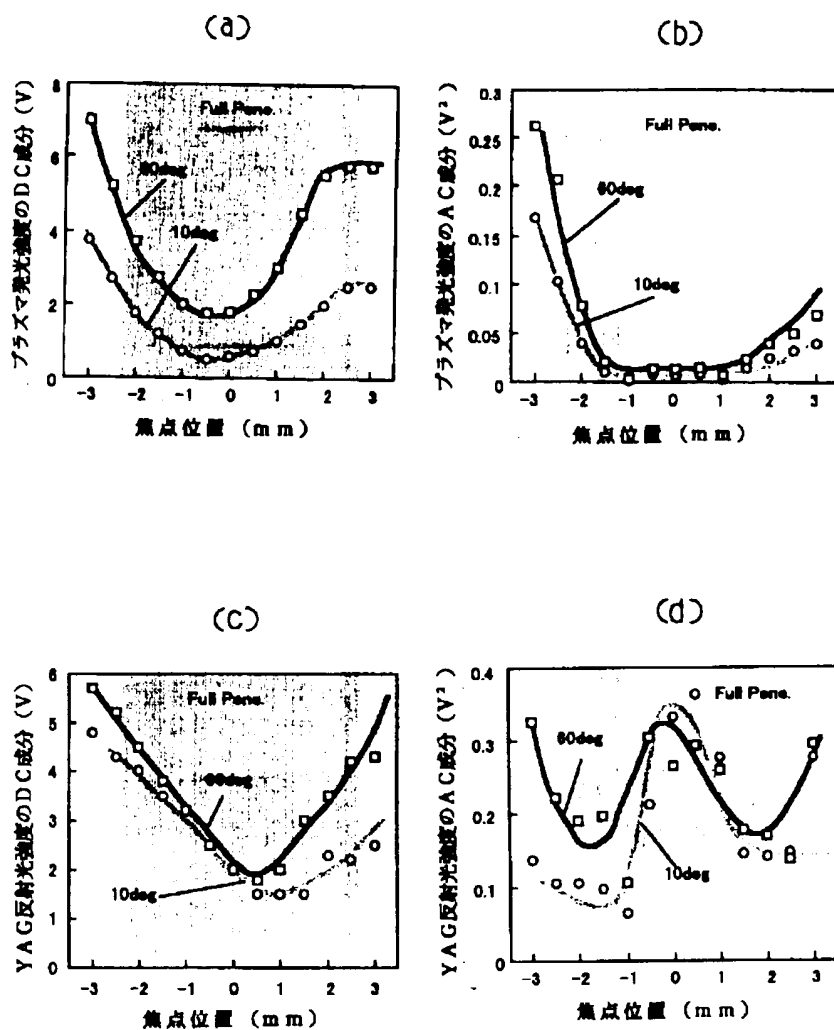 (a)
プラズマ発光強度のDC成分 (V)
8
6
4
2
0
Full Pene.
60deg
10deg
-3 -2 -1 0 1 2 3
焦点位置 (mm)
(b)
プラズマ発光強度のAC成分 (V²)
0.3
0.25
0.2
0.15
0.1
0.05
0
Full Pene.
60deg
10deg
-3 -2 -1 0 1 2 3
焦点位置 (mm)
(c)
YAG反射光強度のDC成分 (V)
6
5
4
3
2
1
0
Full Pene.
60deg
10deg
-3 -2 -1 0 1 2 3
焦点位置 (mm)
(d)
YAG反射光強度のAC成分 (V²)
0.4
0.3
0.2
0.1
0
Full Pene.
60deg
10deg
-3 -2 -1 0 1 2 3
焦点位置 (mm)